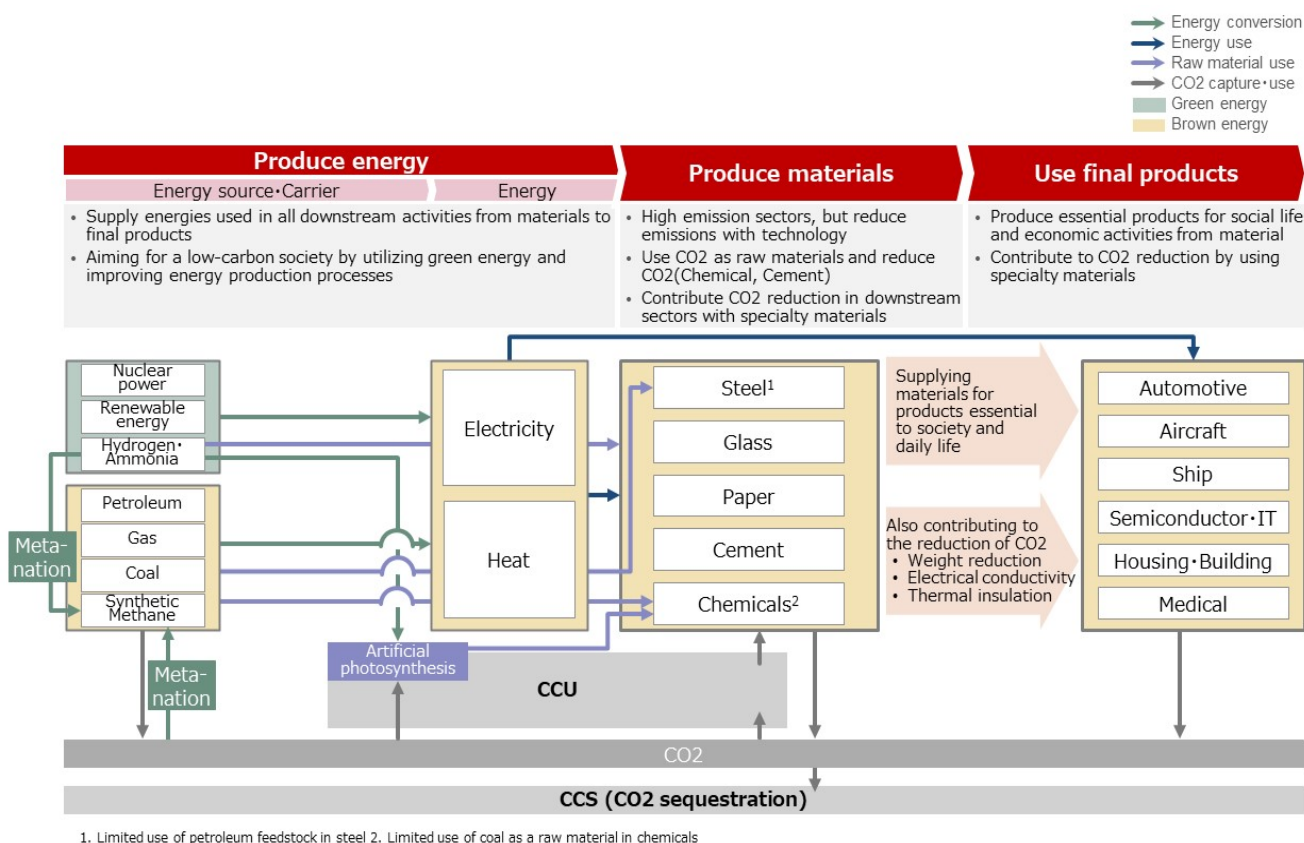 Energy conversion
Energy use
Raw material use
CO2 capture・use
Green energy
Brown energy
Produce energy
Produce materials
Use final products
Energy source・Carrier
Energy
• Supply energies used in all downstream activities from materials to
final products
• Aiming for a low-carbon society by utilizing green energy and
improving energy production processes
• High emission sectors, but reduce
emissions with technology
• Use CO2 as raw materials and reduce
CO2(Chemical, Cement)
• Contribute CO2 reduction in downstream
sectors with specialty materials
• Produce essential products for social life
and economic activities from material
• Contribute to CO2 reduction by using
specialty materials
Nuclear
power
Renewable
energy
Hydrogen・
Ammonia
Petroleum
Gas
Coal
Synthetic
Methane
Meta-
nation
Meta-
nation
Electricity
Heat
Artificial
photosynthesis
CCU
Steel1
Glass
Paper
Cement
Chemicals2
Supplying
materials for
products essential
to society and
daily life
Also contributing to
the reduction of CO2
• Weight reduction
• Electrical conductivity
• Thermal insulation
Automotive
Aircraft
Ship
Semiconductor・IT
Housing・Building
Medical
CO2
CCS (CO2 sequestration)
1. Limited use of petroleum feedstock in steel 2. Limited use of coal as a raw material in chemicals